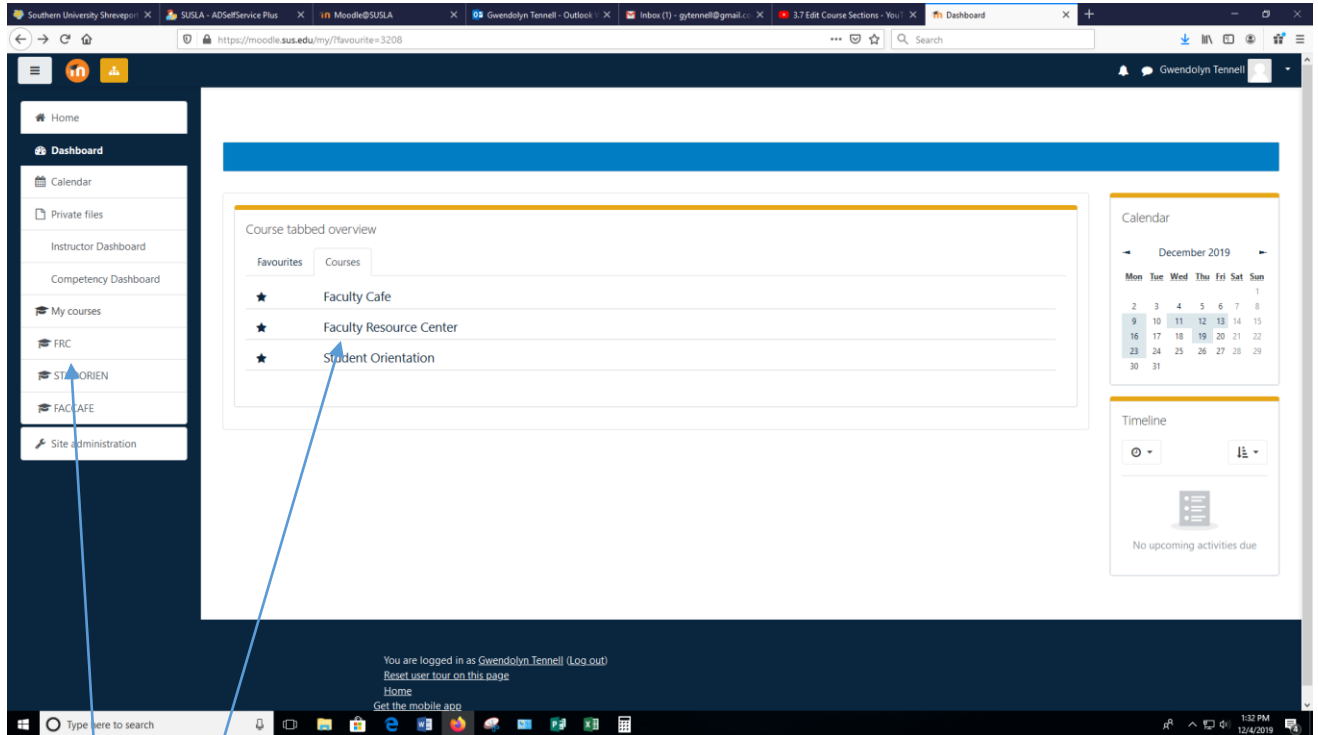 Southern University Shrevepor
SUSLA - ADSelfService Plus
Moodle@SUSLA
Gwendolyn Tennell - Outlook
Inbox (1) - gytennell@gmail.co
3.7 Edit Course Sections - You
Dashboard
https://moodle.sus.edu/my/?favourite=3208
Search
Gwendolyn Tennell
Home
Dashboard
Calendar
Private files
Instructor Dashboard
Competency Dashboard
My courses
FRC
ORIEN
FACCAFE
Site administration
Course tabbed overview
Favourites Courses
Faculty Cafe
Faculty Resource Center
Student Orientation
Calendar
December 2019
Mon Tue Wed Thu Fri Sat Sun
1
2 3 4 5 6 7 8
9 10 11 12 13 14 15
16 17 18 19 20 21 22
23 24 25 26 27 28 29
30 31
Timeline
No upcoming activities due
You are logged in as Gwendolyn Tennell (Log out)
Reset user tour on this page
Home
Get the mobile app
Type here to search
1:32 PM
12/4/2019